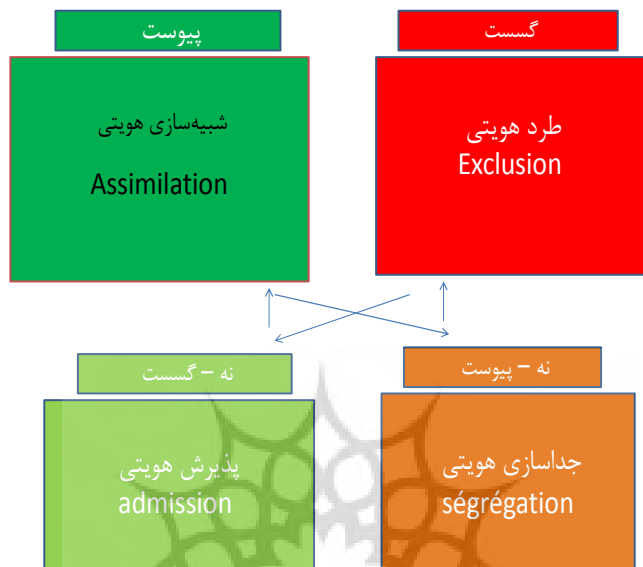 گسست
پیوست
طرد هویتی
Exclusion
شبیه‌سازی هویتی
Assimilation
نه – پیوست
نه – گسست
جداسازی هویتی
ségrégation
پذیرش هویتی
admission